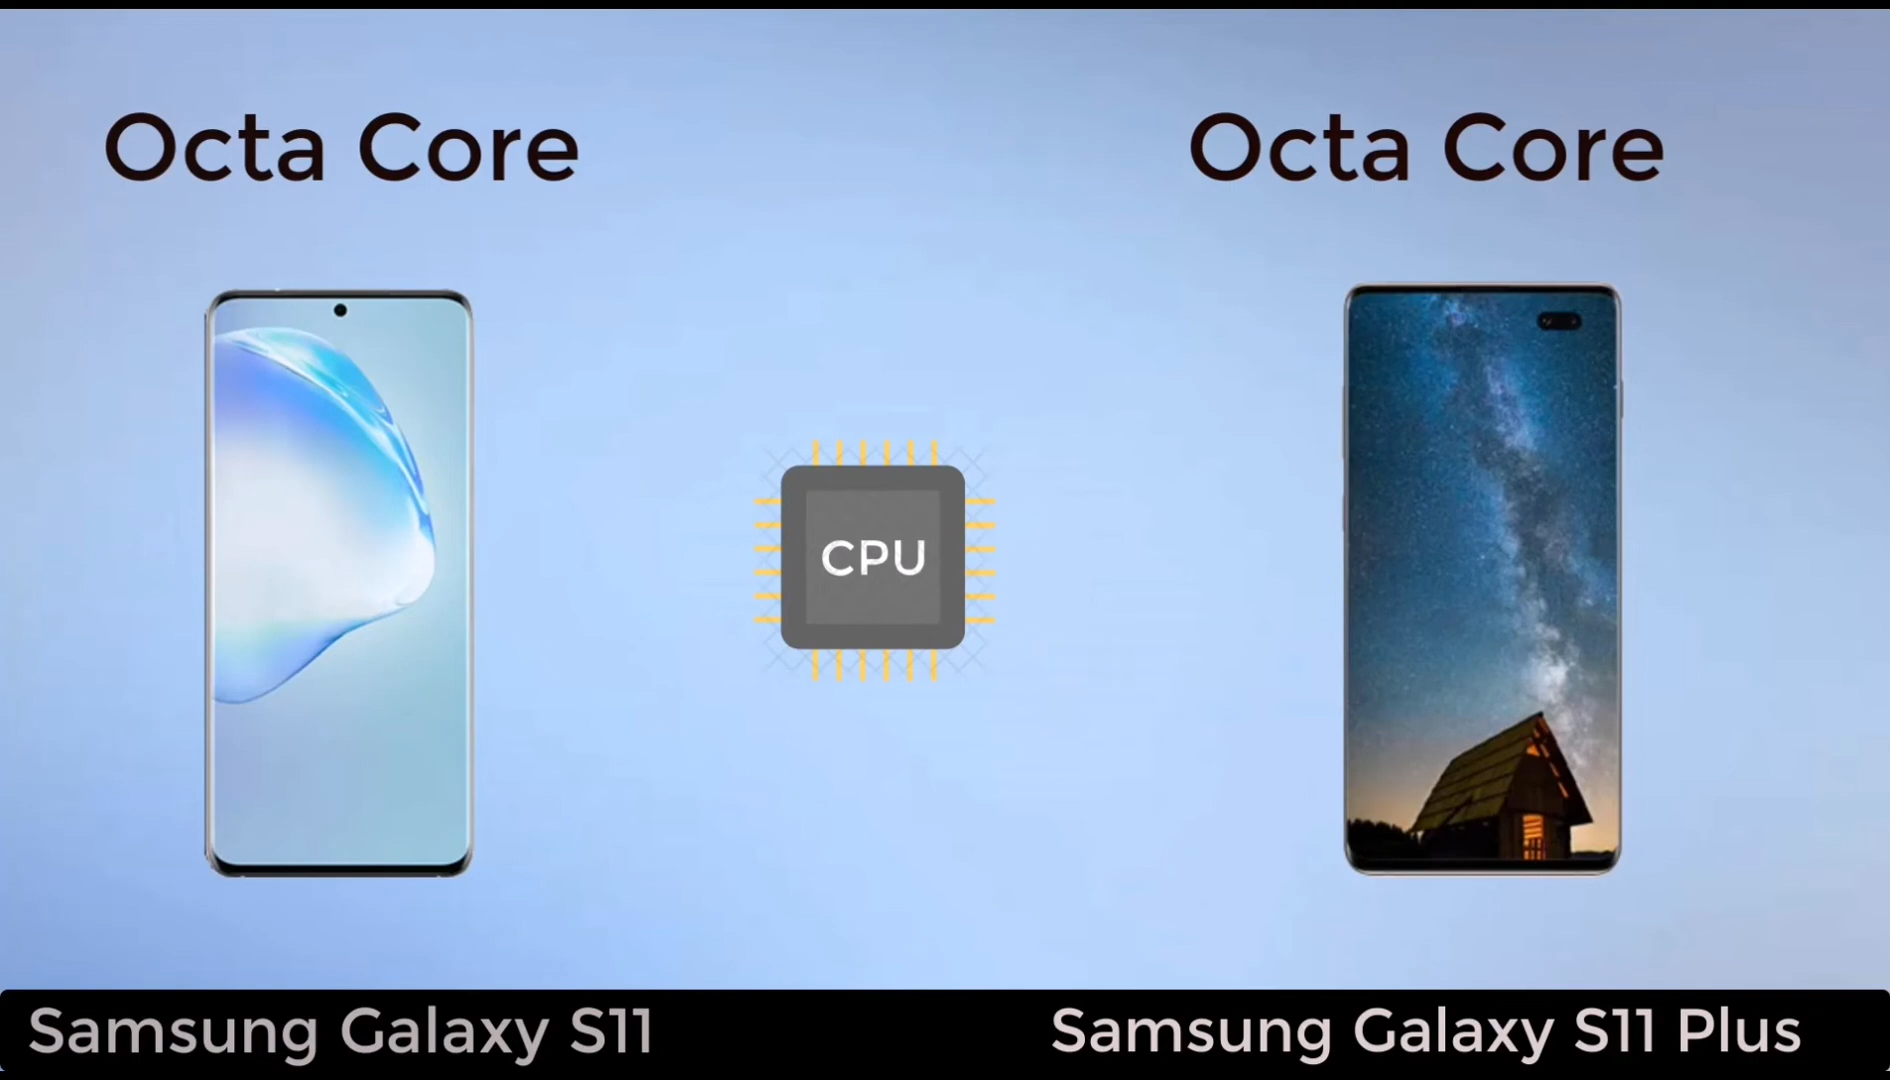 Octa Core
Octa Core
CPU
Samsung Galaxy S11
Samsung Galaxy S11 Plus